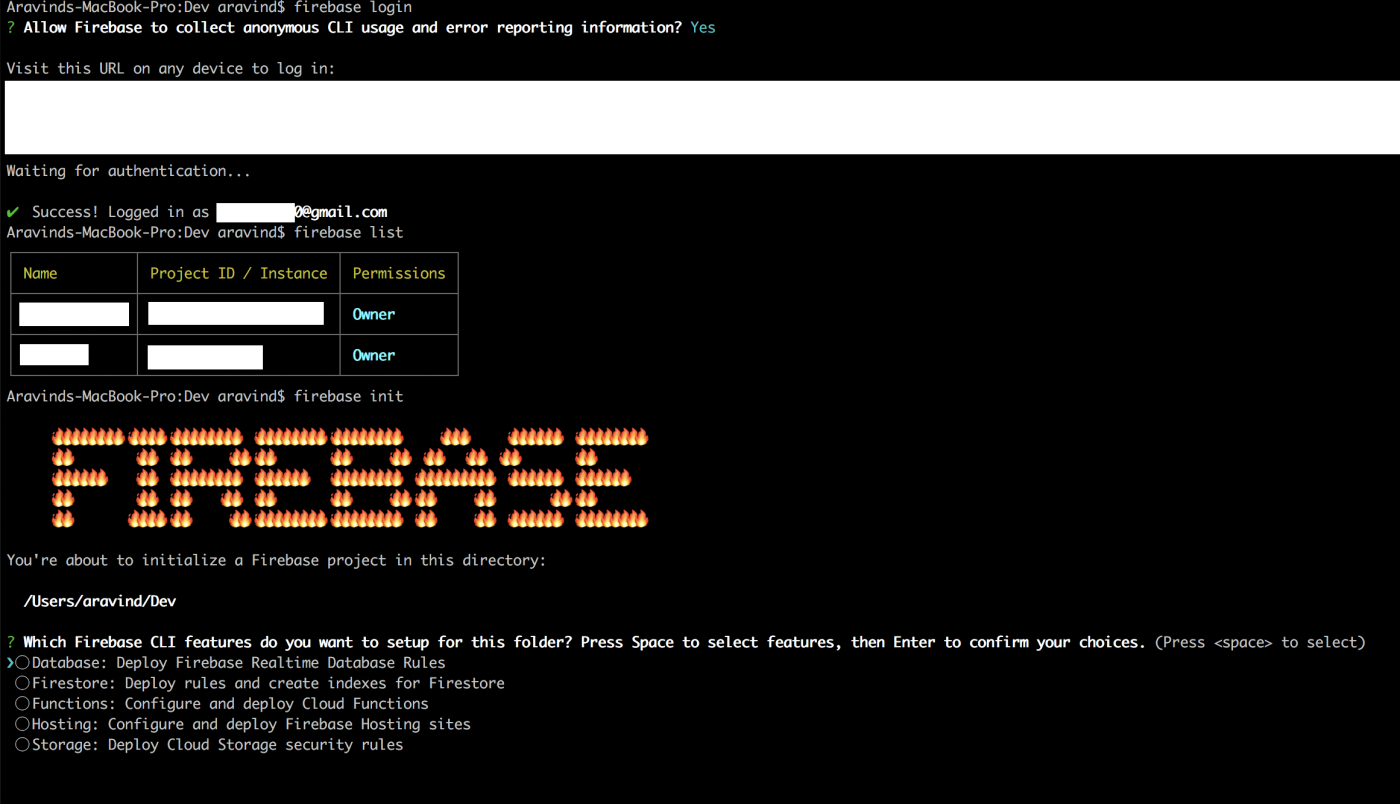 Aravinds-MacBook-Pro:Dev aravind$ firebase login
? Allow Firebase to collect anonymous CLI usage and error reporting information? Yes
Visit this URL on any device to log in:
Waiting for authentication...
✔ Success! Logged in as 0@gmail.com
Aravinds-MacBook-Pro:Dev aravind$ firebase list
Name Project ID / Instance Permissions
Owner
Owner
Aravinds-MacBook-Pro:Dev aravind$ firebase init
FIREBASE
You're about to initialize a Firebase project in this directory:
/Users/aravind/Dev
? Which Firebase CLI features do you want to setup for this folder? Press Space to select features, then Enter to confirm your choices. (Press <space> to select)
❯◯Database: Deploy Firebase Realtime Database Rules
◯Firestore: Deploy rules and create indexes for Firestore
◯Functions: Configure and deploy Cloud Functions
◯Hosting: Configure and deploy Firebase Hosting sites
◯Storage: Deploy Cloud Storage security rules